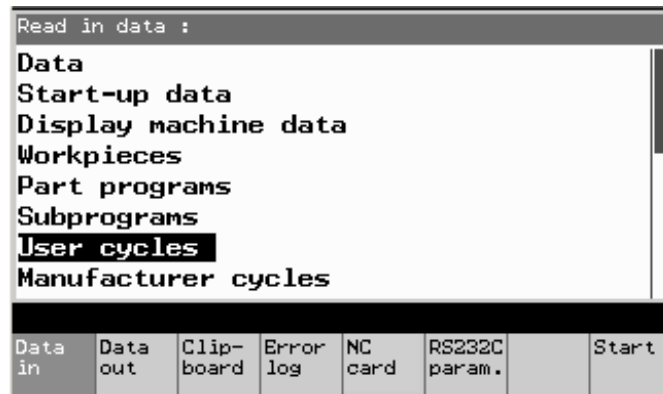 Read in data :
Data
Start-up data
Display machine data
Workpieces
Part programs
Subprograms
User cycles
Manufacturer cycles
Data in
Data out
Clip-board
Error log
NC card
RS232C param.
Start